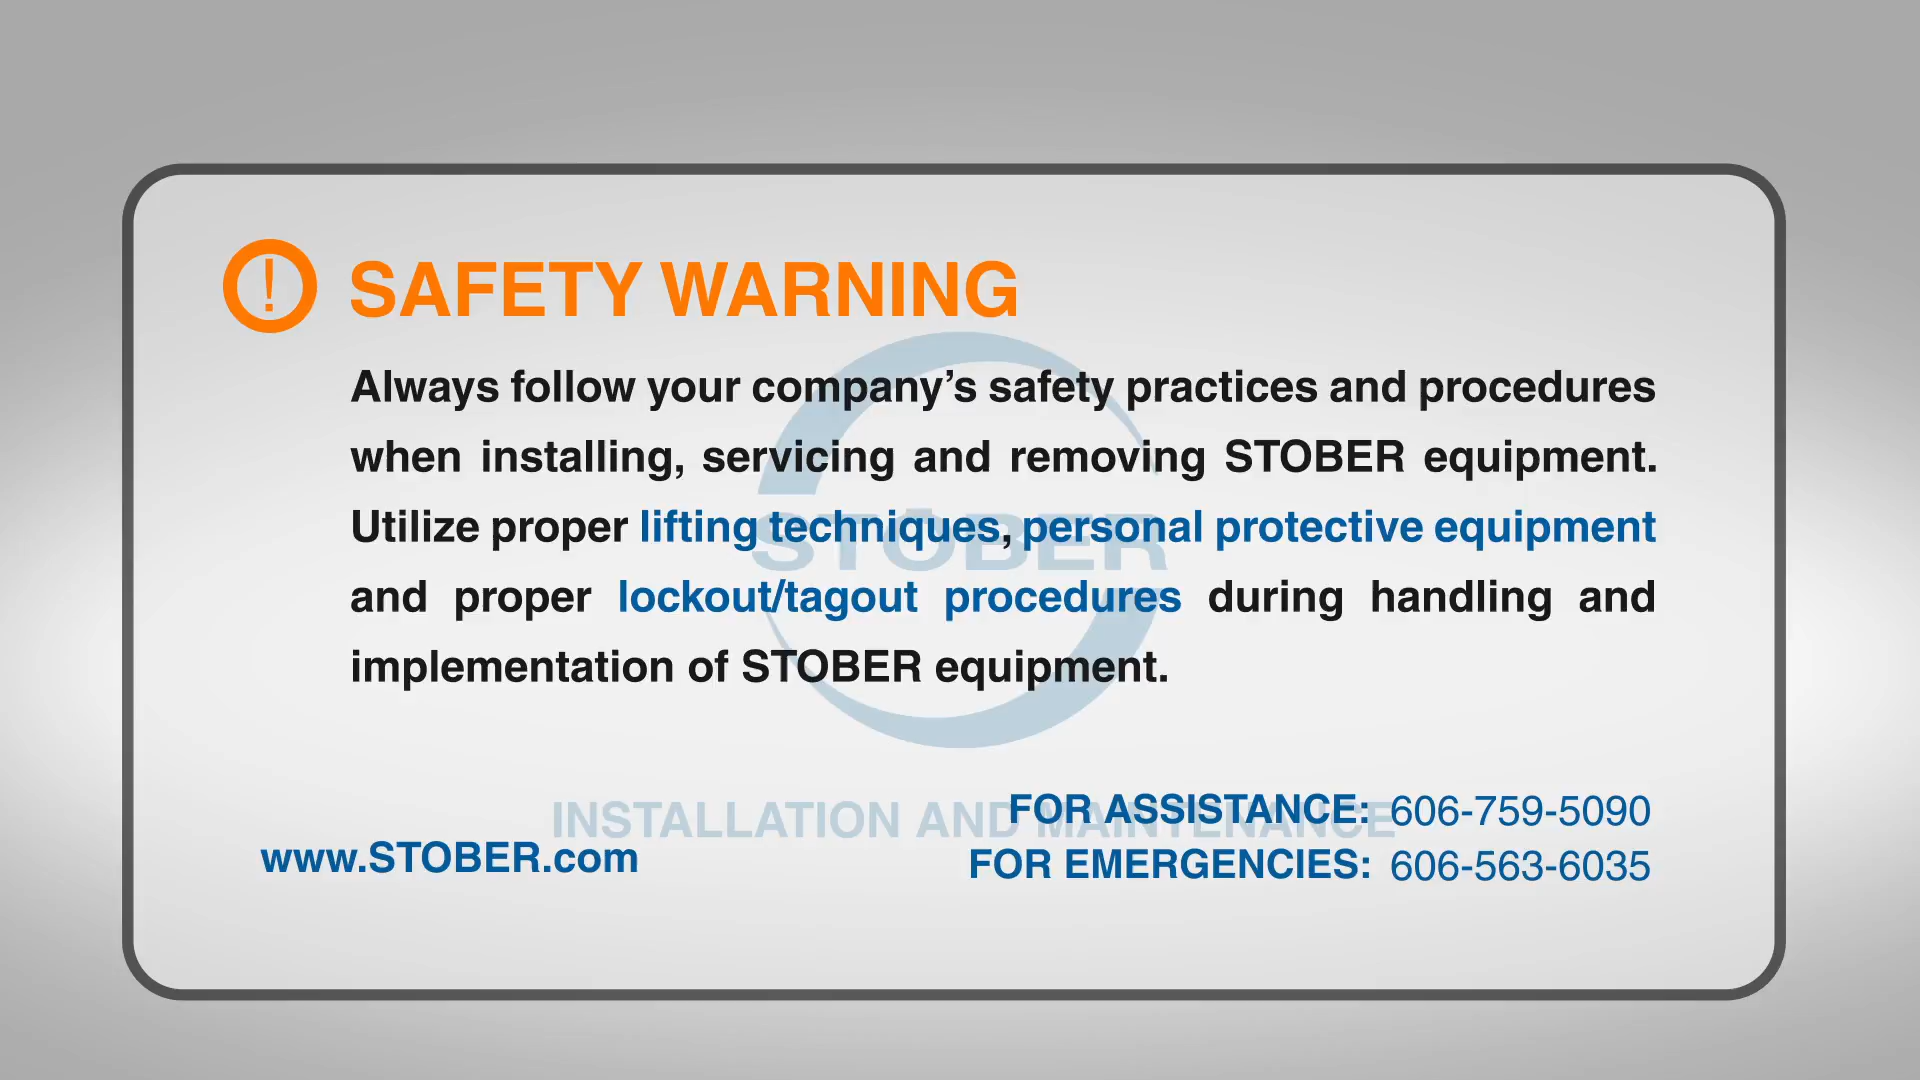 ! SAFETY WARNING
Always follow your company’s safety practices and procedures
when installing, servicing and removing STOBER equipment.
Utilize proper lifting techniques, personal protective equipment
and proper lockout/tagout procedures during handling and
implementation of STOBER equipment.
STOBER
INSTALLATION AND MAINTENANCE
FOR ASSISTANCE: 606-759-5090
www.STOBER.com
FOR EMERGENCIES: 606-563-6035